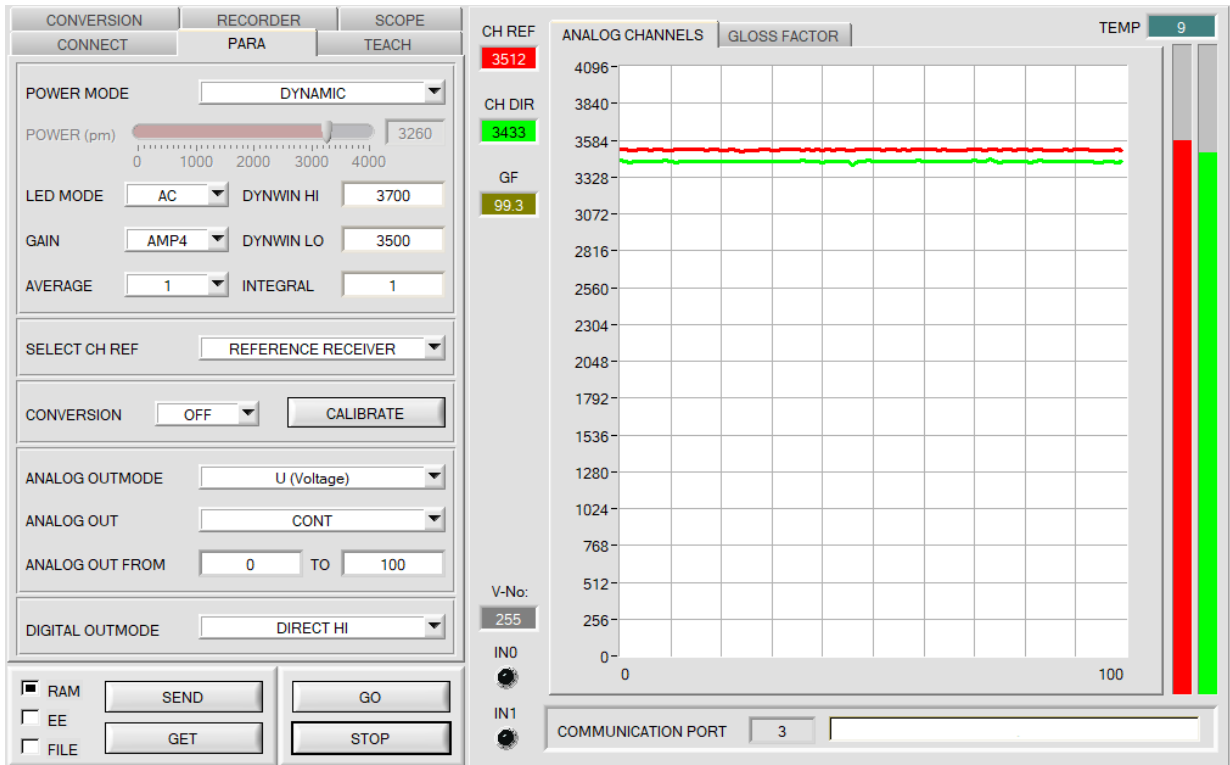 CONVERSION RECORDER SCOPE
CONNECT PARA TEACH
POWER MODE DYNAMIC
POWER (pm) 3260
0 1000 2000 3000 4000
LED MODE AC DYNWIN HI 3700
GAIN AMP4 DYNWIN LO 3500
AVERAGE 1 INTEGRAL 1
SELECT CH REF REFERENCE RECEIVER
CONVERSION OFF CALIBRATE
ANALOG OUTMODE U (Voltage)
ANALOG OUT CONT
ANALOG OUT FROM 0 TO 100
DIGITAL OUTMODE DIRECT HI
RAM SEND GO
EE
GET STOP
FILE
CH REF
3512
CH DIR
3433
GF
99.3
V-No:
255
IN0
IN1
ANALOG CHANNELS GLOSS FACTOR
TEMP 9
4096
3840
3584
3328
3072
2816
2560
2304
2048
1792
1536
1280
1024
768
512
256
0
0 100
COMMUNICATION PORT 3